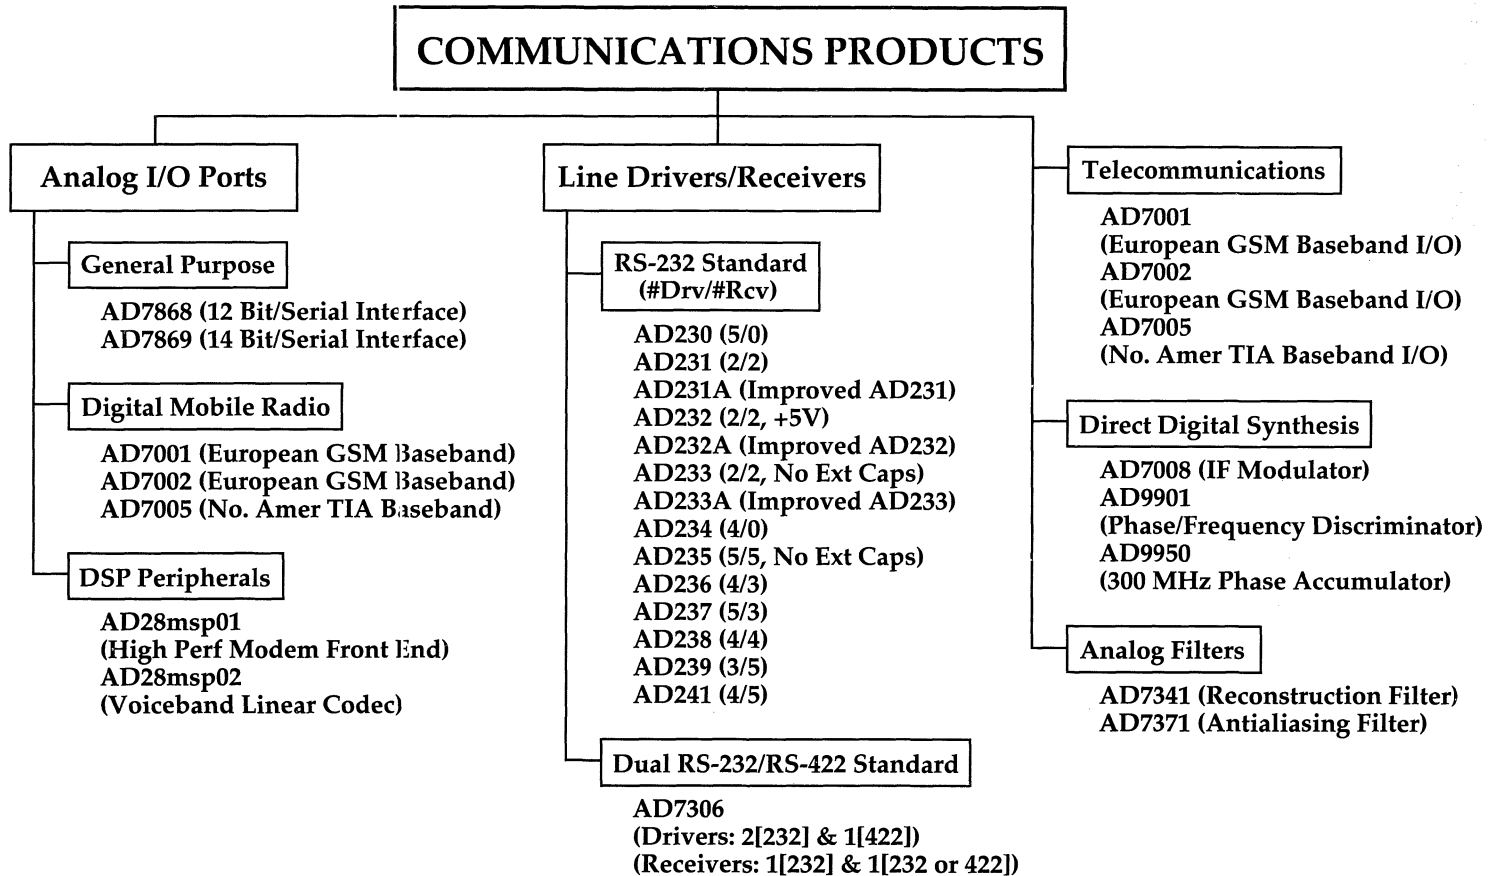 COMMUNICATIONS PRODUCTS
Analog I/O Ports
General Purpose
AD7868 (12 Bit/Serial Interface)
AD7869 (14 Bit/Serial Interface)
Digital Mobile Radio
AD7001 (European GSM Baseband)
AD7002 (European GSM Baseband)
AD7005 (No. Amer TIA Baseband)
DSP Peripherals
AD28msp01
(High Perf Modem Front End)
AD28msp02
(Voiceband Linear Codec)
Line Drivers/Receivers
RS-232 Standard
(#Drv/#Rcv)
AD230 (5/0)
AD231 (2/2)
AD231A (Improved AD231)
AD232 (2/2, +5V)
AD232A (Improved AD232)
AD233 (2/2, No Ext Caps)
AD233A (Improved AD233)
AD234 (4/0)
AD235 (5/5, No Ext Caps)
AD236 (4/3)
AD237 (5/3)
AD238 (4/4)
AD239 (3/5)
AD241 (4/5)
Dual RS-232/RS-422 Standard
AD7306
(Drivers: 2[232] & 1[422])
(Receivers: 1[232] & 1[232 or 422])
Telecommunications
AD7001
(European GSM Baseband I/O)
AD7002
(European GSM Baseband I/O)
AD7005
(No. Amer TIA Baseband I/O)
Direct Digital Synthesis
AD7008 (IF Modulator)
AD9901
(Phase/Frequency Discriminator)
AD9950
(300 MHz Phase Accumulator)
Analog Filters
AD7341 (Reconstruction Filter)
AD7371 (Antialiasing Filter)